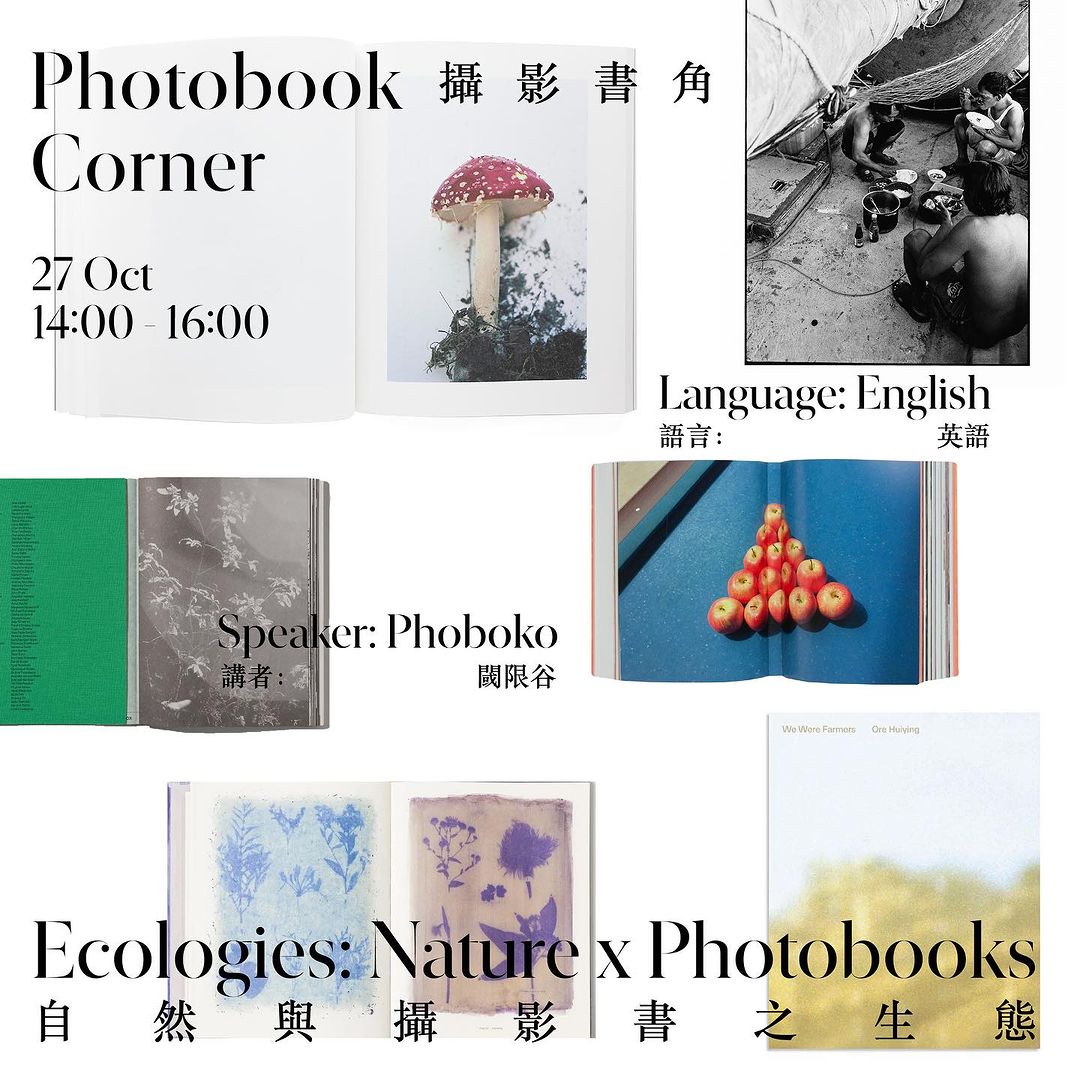 Photobook 攝影書角
Corner
27 Oct
14:00 - 16:00
Language: English
語言： 英語
Speaker: Phoboko
講者： 閾限谷
We Were Farmers Ore Huiying
Ecologies: Nature x Photobooks
自然與攝影書之生態